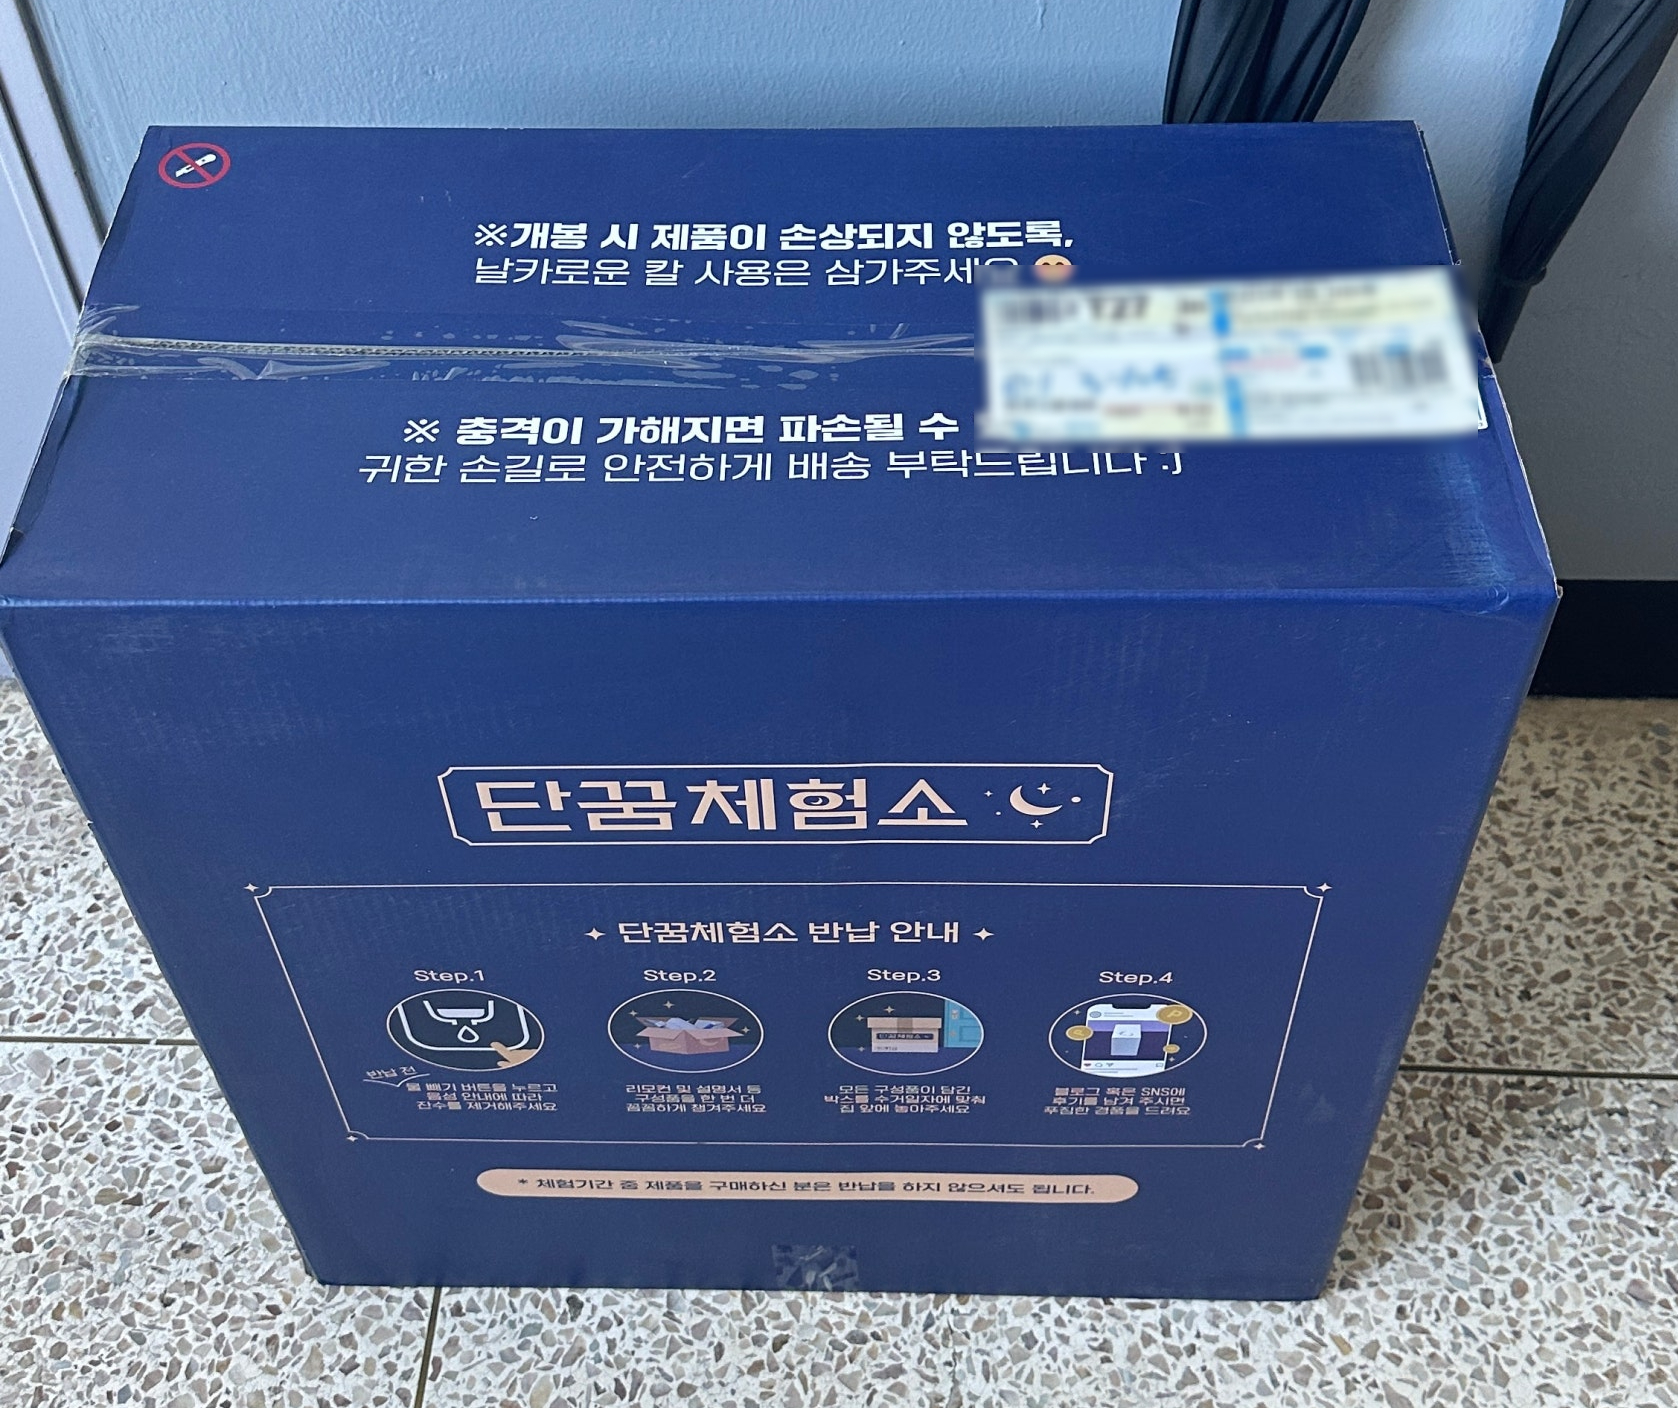 ※개봉 시 제품이 손상되지 않도록,
날카로운 칼 사용은 삼가주세요
T27
※ 충격이 가해지면 파손될 수
귀한 손길로 안전하게 배송 부탁드립니다 :)
단꿈체험소
단꿈체험소 반납 안내
Step.1
반납 전
물 빼기 버튼을 누르고
음성 안내에 따라
잔수를 제거해주세요
Step.2
리모컨 및 설명서 등
구성품을 한 번 더
꼼꼼하게 챙겨주세요
Step.3
단꿈체험소
모든 구성품이 담긴
박스를 수거일자에 맞춰
집 앞에 놓아주세요
Step.4
P
블로그 혹은 SNS에
후기를 남겨 주시면
푸짐한 경품을 드려요
* 체험기간 중 제품을 구매하신 분은 반납을 하지 않으셔도 됩니다.